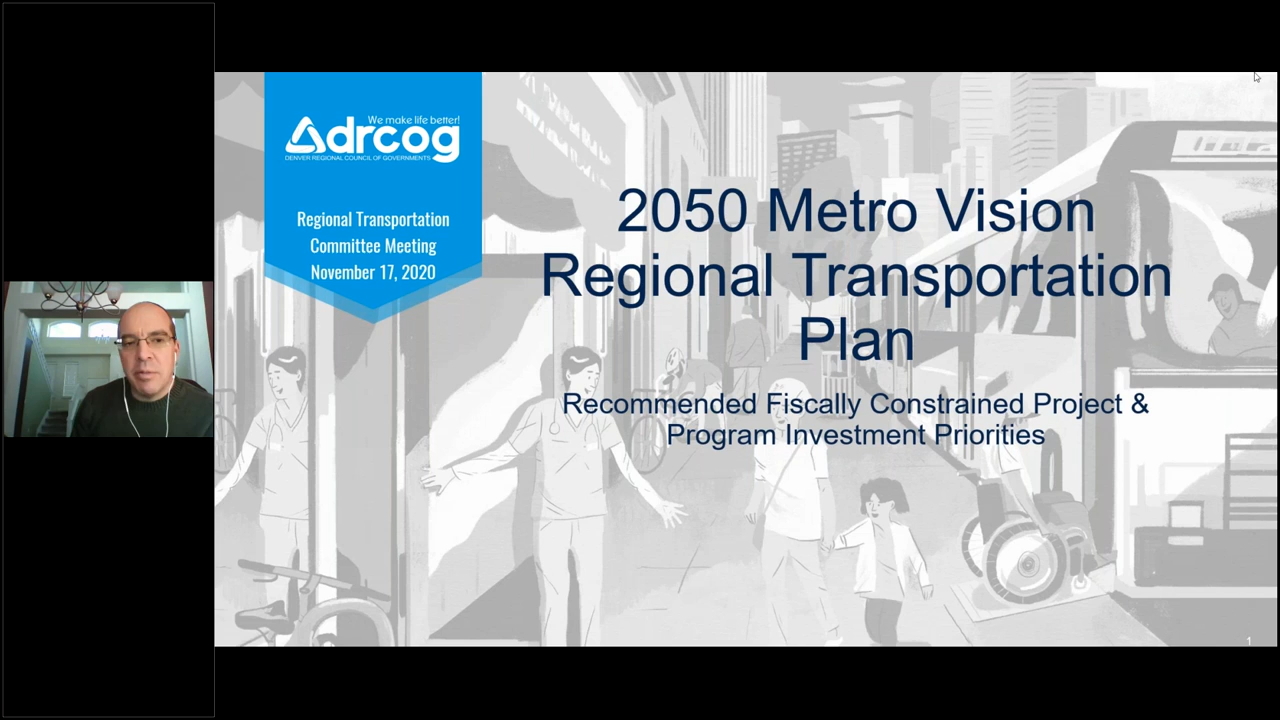 We make life better!
drcog
DENVER REGIONAL COUNCIL OF GOVERNMENTS
Regional Transportation
Committee Meeting
November 17, 2020
2050 Metro Vision
Regional Transportation
Plan
Recommended Fiscally Constrained Project &
Program Investment Priorities
1